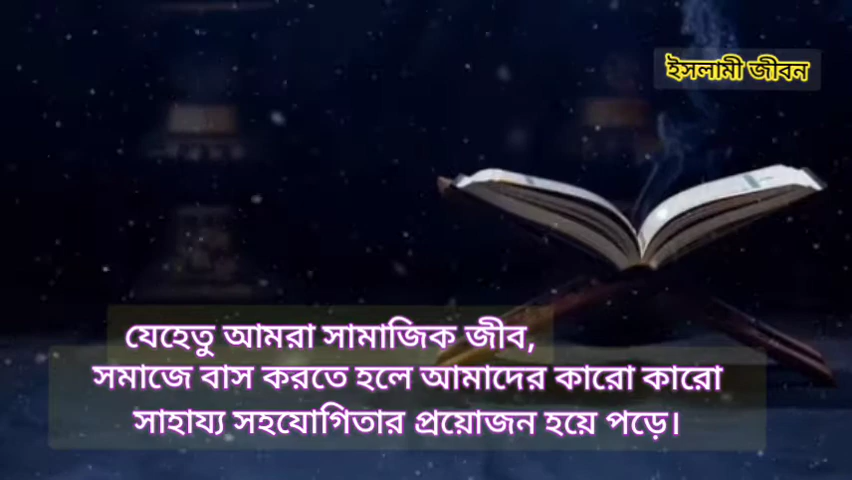 ইসলামী জীবন
যেহেতু আমরা সামাজিক জীব,
সমাজে বাস করতে হলে আমাদের কারো কারো
সাহায্য সহযোগিতার প্রয়োজন হয়ে পড়ে।